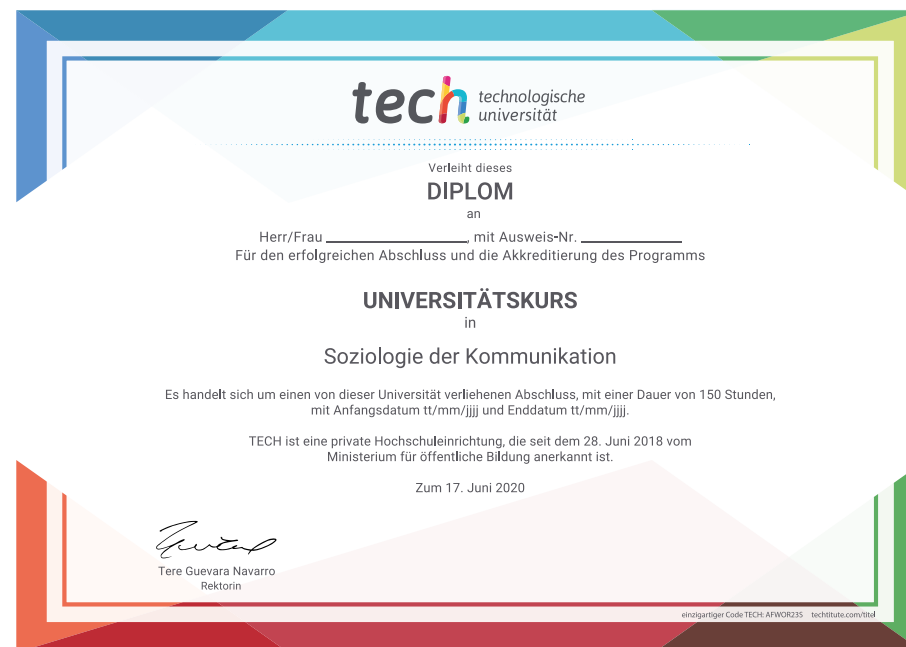 tech technologische
universität
Verleiht dieses
DIPLOM
an
Herr/Frau ____________, mit Ausweis-Nr. ____________
Für den erfolgreichen Abschluss und die Akkreditierung des Programms
UNIVERSITÄTSKURS
in
Soziologie der Kommunikation
Es handelt sich um einen von dieser Universität verliehenen Abschluss, mit einer Dauer von 150 Stunden,
mit Anfangsdatum tt/mm/jjjj und Enddatum tt/mm/jjjj.
TECH ist eine private Hochschuleinrichtung, die seit dem 28. Juni 2018 vom
Ministerium für öffentliche Bildung anerkannt ist.
Zum 17. Juni 2020
Tere Guevara Navarro
Rektorin
einzigartiger Code TECH: AFWOR23S techtitute.com/titel